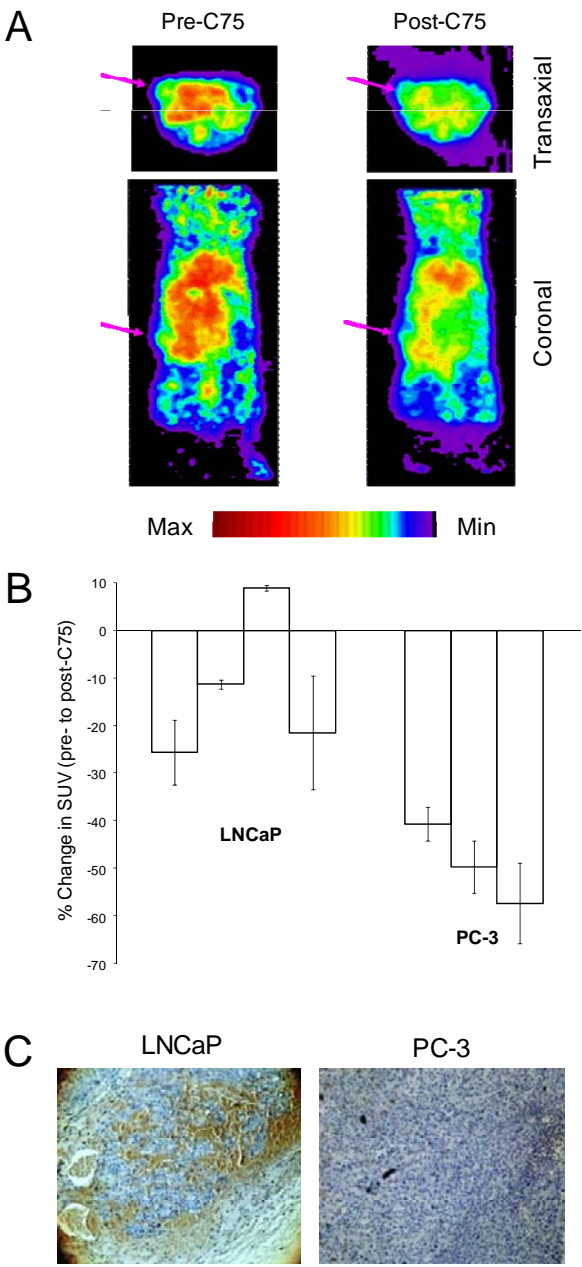 A
Pre-C75
Post-C75
Transaxial
Coronal
Max
Min
B
% Change in SUV (pre- to post-C75)
10
0
-10
-20
-30
-40
-50
-60
-70
LNCaP
PC-3
C
LNCaP
PC-3